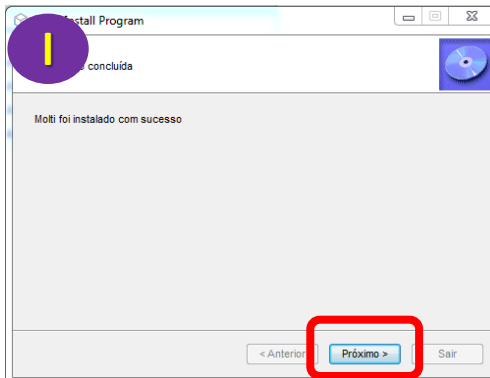 Install Program
I
concluída
Molti foi instalado com sucesso
< Anterior
Próximo >
Sair